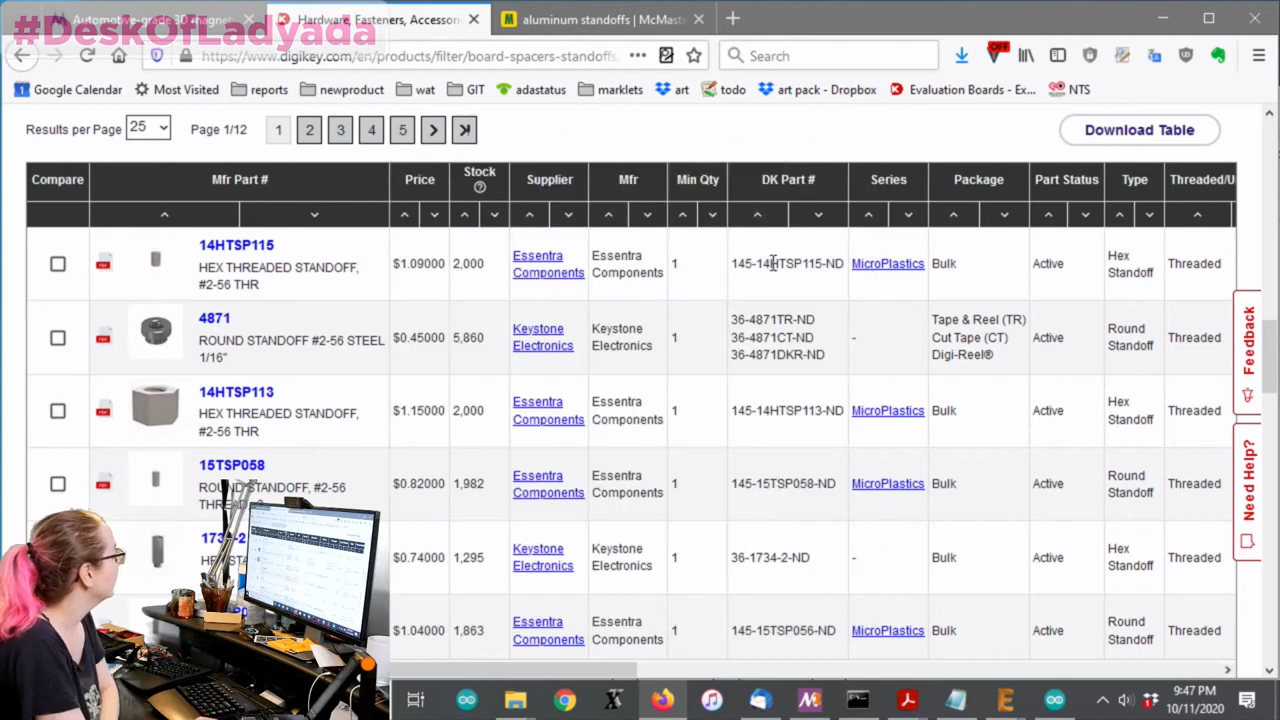 #DeskOfLadyada
Automotive-grade 30 magnet
Hardware, Fasteners, Accessori
aluminum standoffs | McMaste
https://www.digikey.com/en/products/filter/board-spacers-standoffs
Search
OFF
Google Calendar Most Visited reports newproduct wat GIT adastatus marklets art todo art pack - Dropbox Evaluation Boards - Ex... NTS
Results per Page 25 Page 1/12 1 2 3 4 5
Download Table
Compare Mfr Part # Price Stock Supplier Mfr Min Qty DK Part # Series Package Part Status Type Threaded/U
14HTSP115
HEX THREADED STANDOFF,
#2-56 THR
$1.09000 2,000
Essentra
Components
Essentra
Components
1
145-14HTSP115-ND
MicroPlastics
Bulk
Active
Hex
Standoff
Threaded
4871
ROUND STANDOFF #2-56 STEEL
1/16"
$0.45000 5,860
Keystone
Electronics
Keystone
Electronics
1
36-4871TR-ND
36-4871CT-ND
36-4871DKR-ND
-
Tape & Reel (TR)
Cut Tape (CT)
Digi-Reel®
Active
Round
Standoff
Threaded
14HTSP113
HEX THREADED STANDOFF,
#2-56 THR
$1.15000 2,000
Essentra
Components
Essentra
Components
1
145-14HTSP113-ND
MicroPlastics
Bulk
Active
Hex
Standoff
Threaded
15TSP058
ROUND STANDOFF, #2-56
$0.82000 1,982
Essentra
Components
Essentra
Components
1
145-15TSP058-ND
MicroPlastics
Bulk
Active
Round
Standoff
Threaded
$0.74000 1,295
Keystone
Electronics
Keystone
Electronics
1
36-1734-2-ND
-
Bulk
Active
Hex
Standoff
Threaded
$1.04000 1,863
Essentra
Components
Essentra
Components
1
145-15TSP056-ND
MicroPlastics
Bulk
Active
Round
Standoff
Threaded
Feedback
Need Help?
9:47 PM
10/11/2020